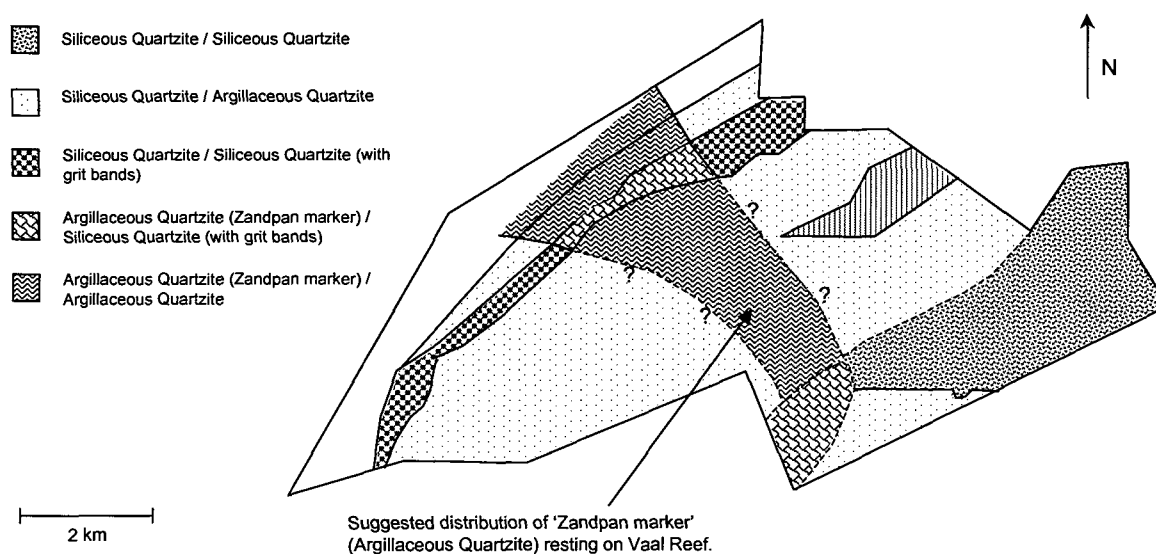 Siliceous Quartzite / Siliceous Quartzite
Siliceous Quartzite / Argillaceous Quartzite
Siliceous Quartzite / Siliceous Quartzite (with
grit bands)
Argillaceous Quartzite (Zandpan marker) /
Siliceous Quartzite (with grit bands)
Argillaceous Quartzite (Zandpan marker) /
Argillaceous Quartzite
N
?
?
?
?
2 km
Suggested distribution of 'Zandpan marker'
(Argillaceous Quartzite) resting on Vaal Reef.